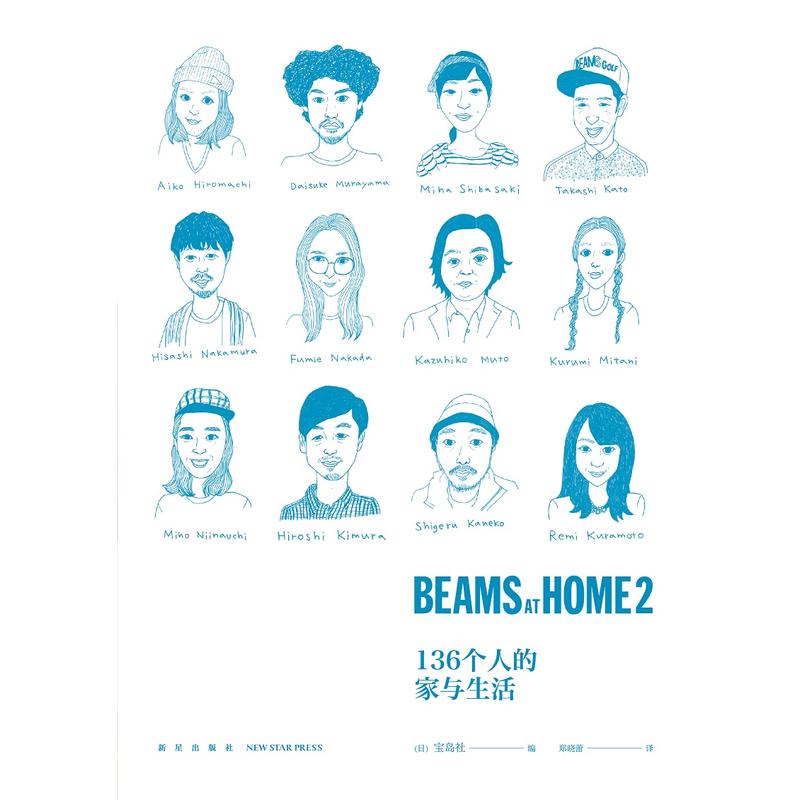 BEAMS GOLF
Aiko Hiromachi
Daisuke Murayama
Miha Shibasaki
Takashi Kato
Hisashi Nakamura
Fumie Nakada
Kazuhiko Muto
Kurumi Mitani
Miho Niinauchi
Hiroshi Kimura
Shigeru Kaneko
Remi Kuramoto
BEAMS AT HOME 2
136个人的
家与生活
新星出版社 NEW STAR PRESS
(日) 宝岛社 编 郑晓蕾 译